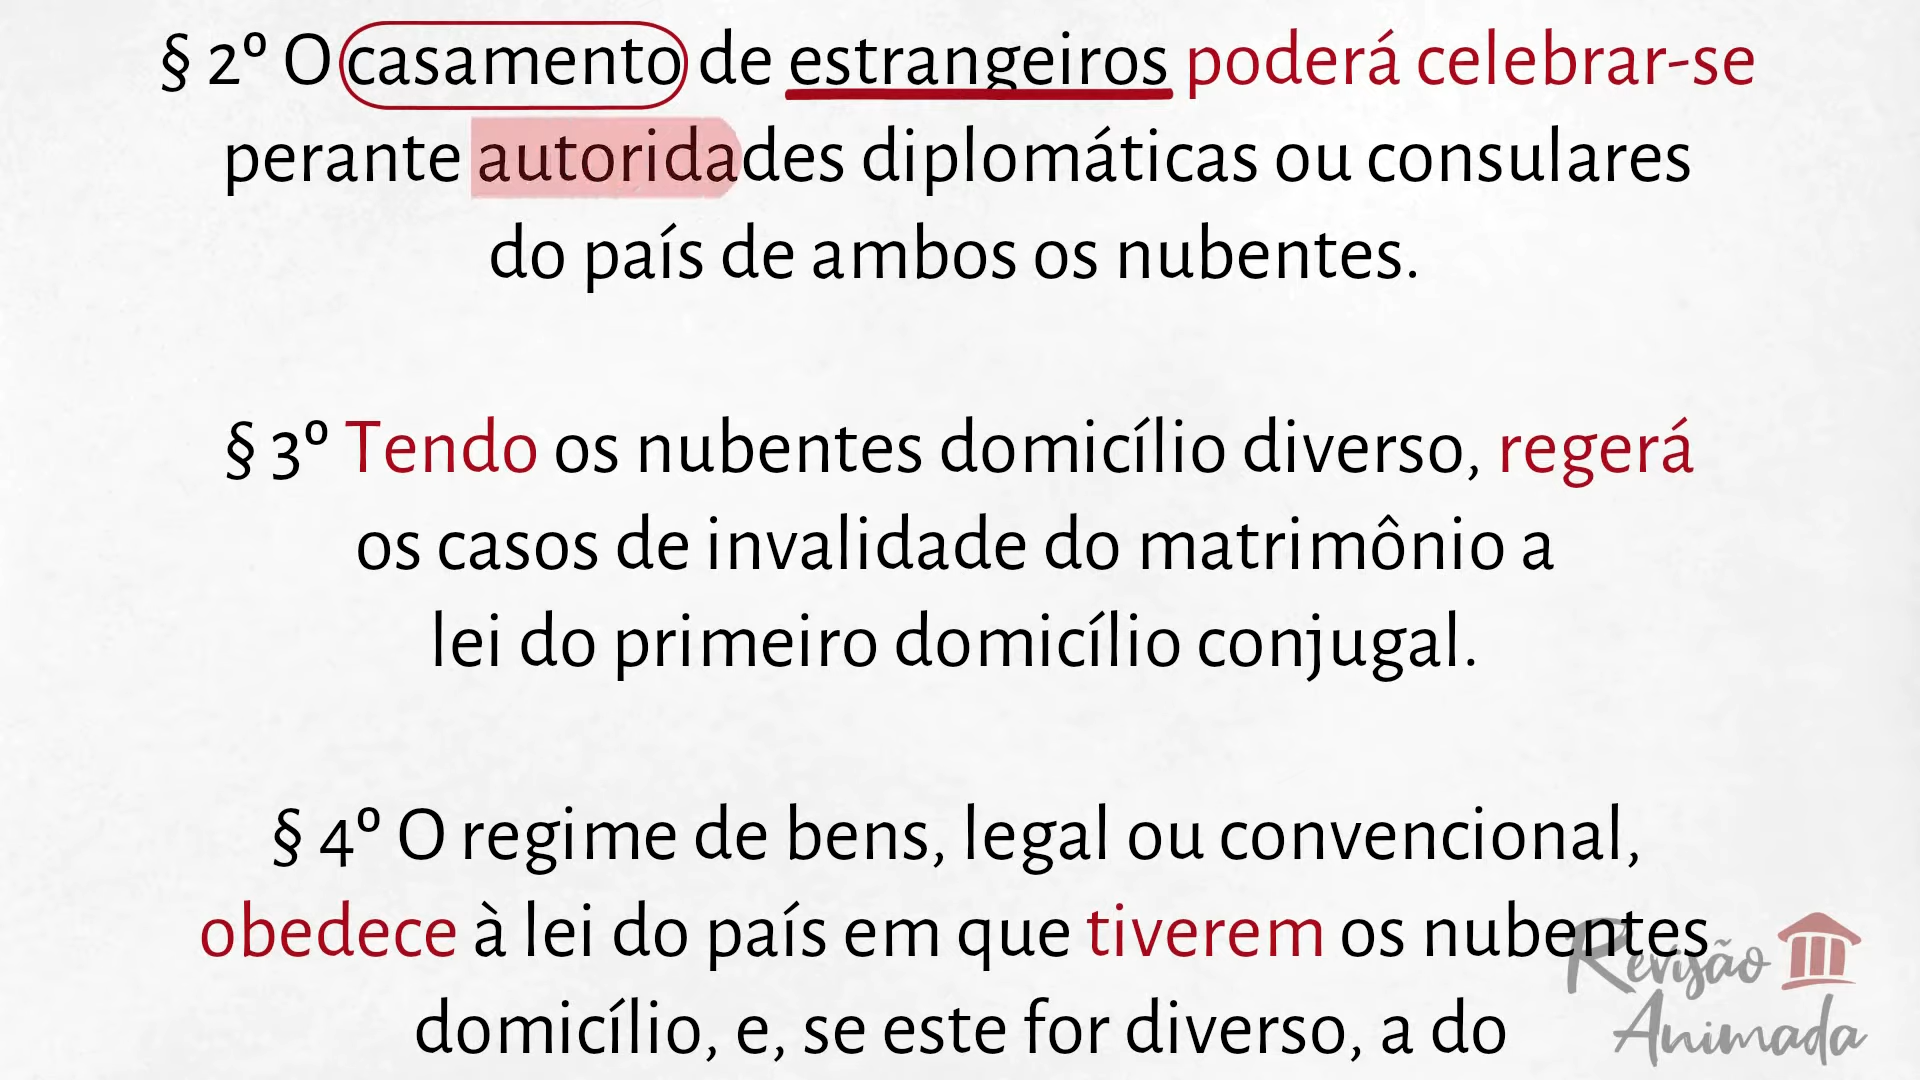 § 2º O casamento de estrangeiros poderá celebrar-se
perante autoridades diplomáticas ou consulares
do país de ambos os nubentes.
§ 3º Tendo os nubentes domicílio diverso, regerá
os casos de invalidade do matrimônio a
lei do primeiro domicílio conjugal.
§ 4º O regime de bens, legal ou convencional,
obedece à lei do país em que tiverem os nubentes
domicílio, e, se este for diverso, a do
Revisão
Animada